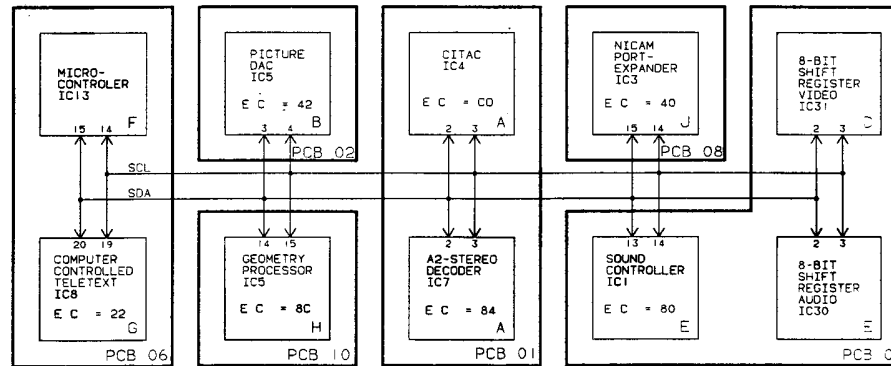 MICRO-
CONTROLER
IC13
F
15 14
PICTURE
DAC
IC5
E C = 42
B
3 4
PCB 02
CITAC
IC4
E C = C0
A
2 3
NICAM
PORT-
EXPANDER
IC3
E C = 40
J
15 14
PCB 08
8-BIT
SHIFT
REGISTER
VIDEO
IC31
C
2 3
SCL
SDA
20 19
COMPUTER
CONTROLLED
TELETEXT
IC8
E C = 22
G
PCB 06
14 15
GEOMETRY
PROCESSOR
IC5
E C = 8C
H
PCB 10
2 3
A2-STEREO
DECODER
IC7
E C = 84
A
PCB 01
13 14
SOUND
CONTROLLER
IC1
E C = 80
E
2 3
8-BIT
SHIFT
REGISTER
AUDIO
IC30
E
PCB